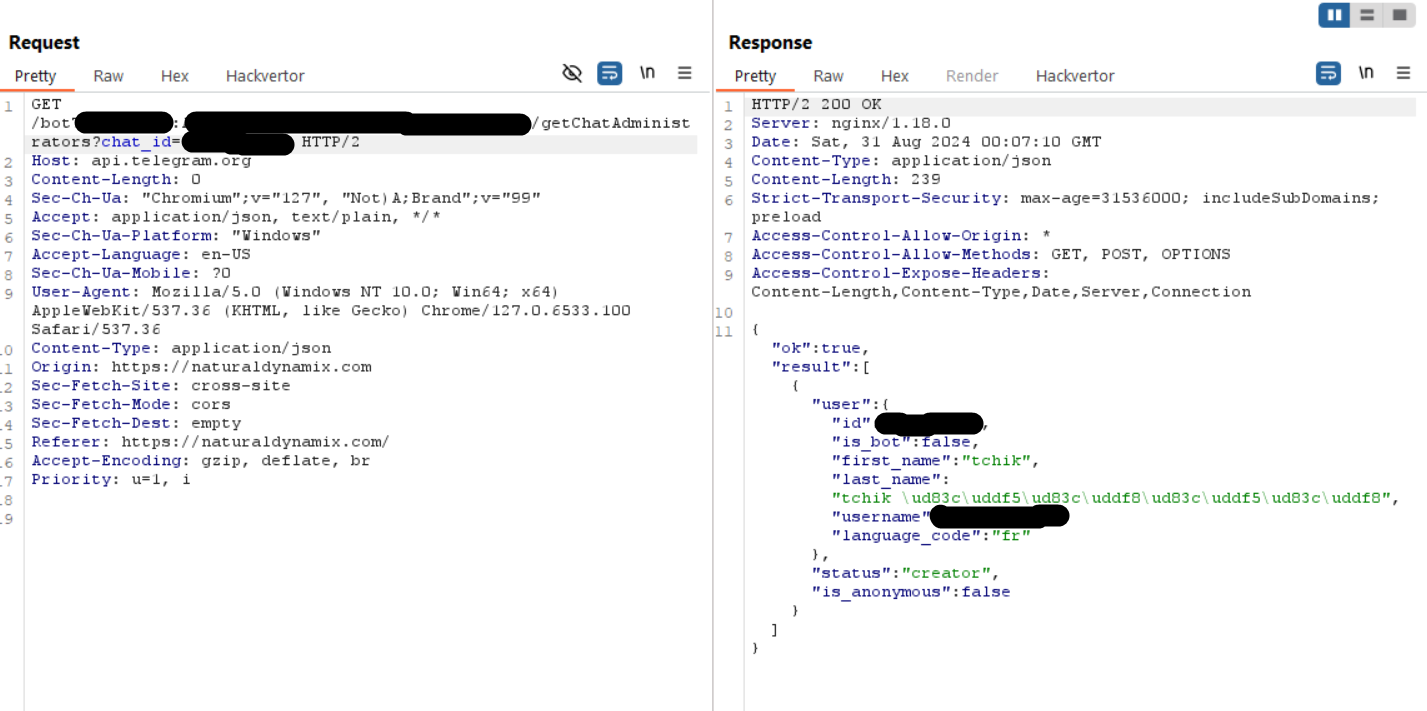 Request
Pretty Raw Hex Hackvertor \n
1 GET
/bot7 : /getChatAdminist
rators?chat_id= HTTP/2
2 Host: api.telegram.org
3 Content-Length: 0
4 Sec-Ch-Ua: "Chromium";v="127", "Not)A;Brand";v="99"
5 Accept: application/json, text/plain, */*
6 Sec-Ch-Ua-Platform: "Windows"
7 Accept-Language: en-US
8 Sec-Ch-Ua-Mobile: ?0
9 User-Agent: Mozilla/5.0 (Windows NT 10.0; Win64; x64)
AppleWebKit/537.36 (KHTML, like Gecko) Chrome/127.0.6533.100
Safari/537.36
10 Content-Type: application/json
11 Origin: https://naturaldynamix.com
12 Sec-Fetch-Site: cross-site
13 Sec-Fetch-Mode: cors
14 Sec-Fetch-Dest: empty
15 Referer: https://naturaldynamix.com/
16 Accept-Encoding: gzip, deflate, br
17 Priority: u=1, i
18
19
Response
Pretty Raw Hex Render Hackvertor \n
1 HTTP/2 200 OK
2 Server: nginx/1.18.0
3 Date: Sat, 31 Aug 2024 00:07:10 GMT
4 Content-Type: application/json
5 Content-Length: 239
6 Strict-Transport-Security: max-age=31536000; includeSubDomains;
preload
7 Access-Control-Allow-Origin: *
8 Access-Control-Allow-Methods: GET, POST, OPTIONS
9 Access-Control-Expose-Headers:
Content-Length,Content-Type,Date,Server,Connection
10
11 {
"ok":true,
"result":[
{
"user":{
"id" ,
"is_bot":false,
"first_name":"tchik",
"last_name":
"tchik \ud83c\uddf5\ud83c\uddf8\ud83c\uddf5\ud83c\uddf8",
"username"
"language_code":"fr"
},
"status":"creator",
"is_anonymous":false
}
]
}